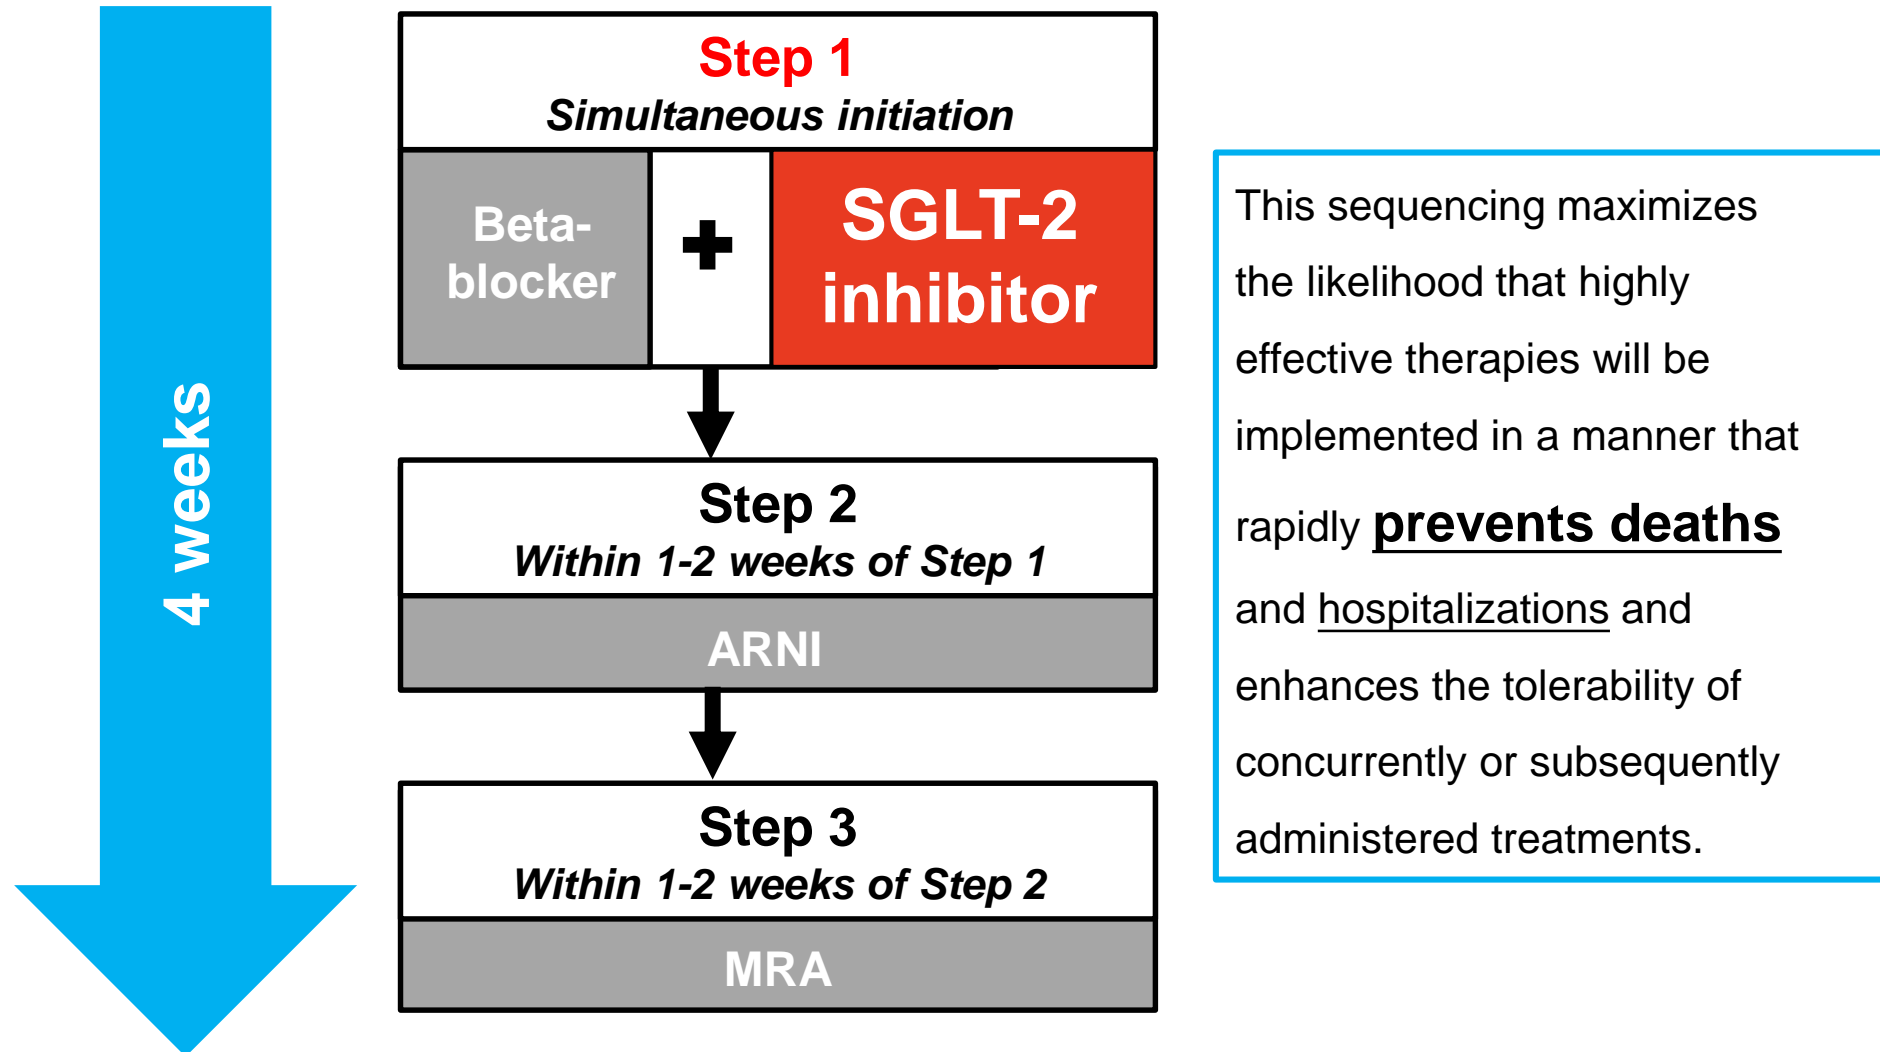 4 weeks
Step 1
Simultaneous initiation
Beta-
blocker
+
SGLT-2
inhibitor
Step 2
Within 1-2 weeks of Step 1
ARNI
Step 3
Within 1-2 weeks of Step 2
MRA
This sequencing maximizes
the likelihood that highly
effective therapies will be
implemented in a manner that
rapidly prevents deaths
and hospitalizations and
enhances the tolerability of
concurrently or subsequently
administered treatments.